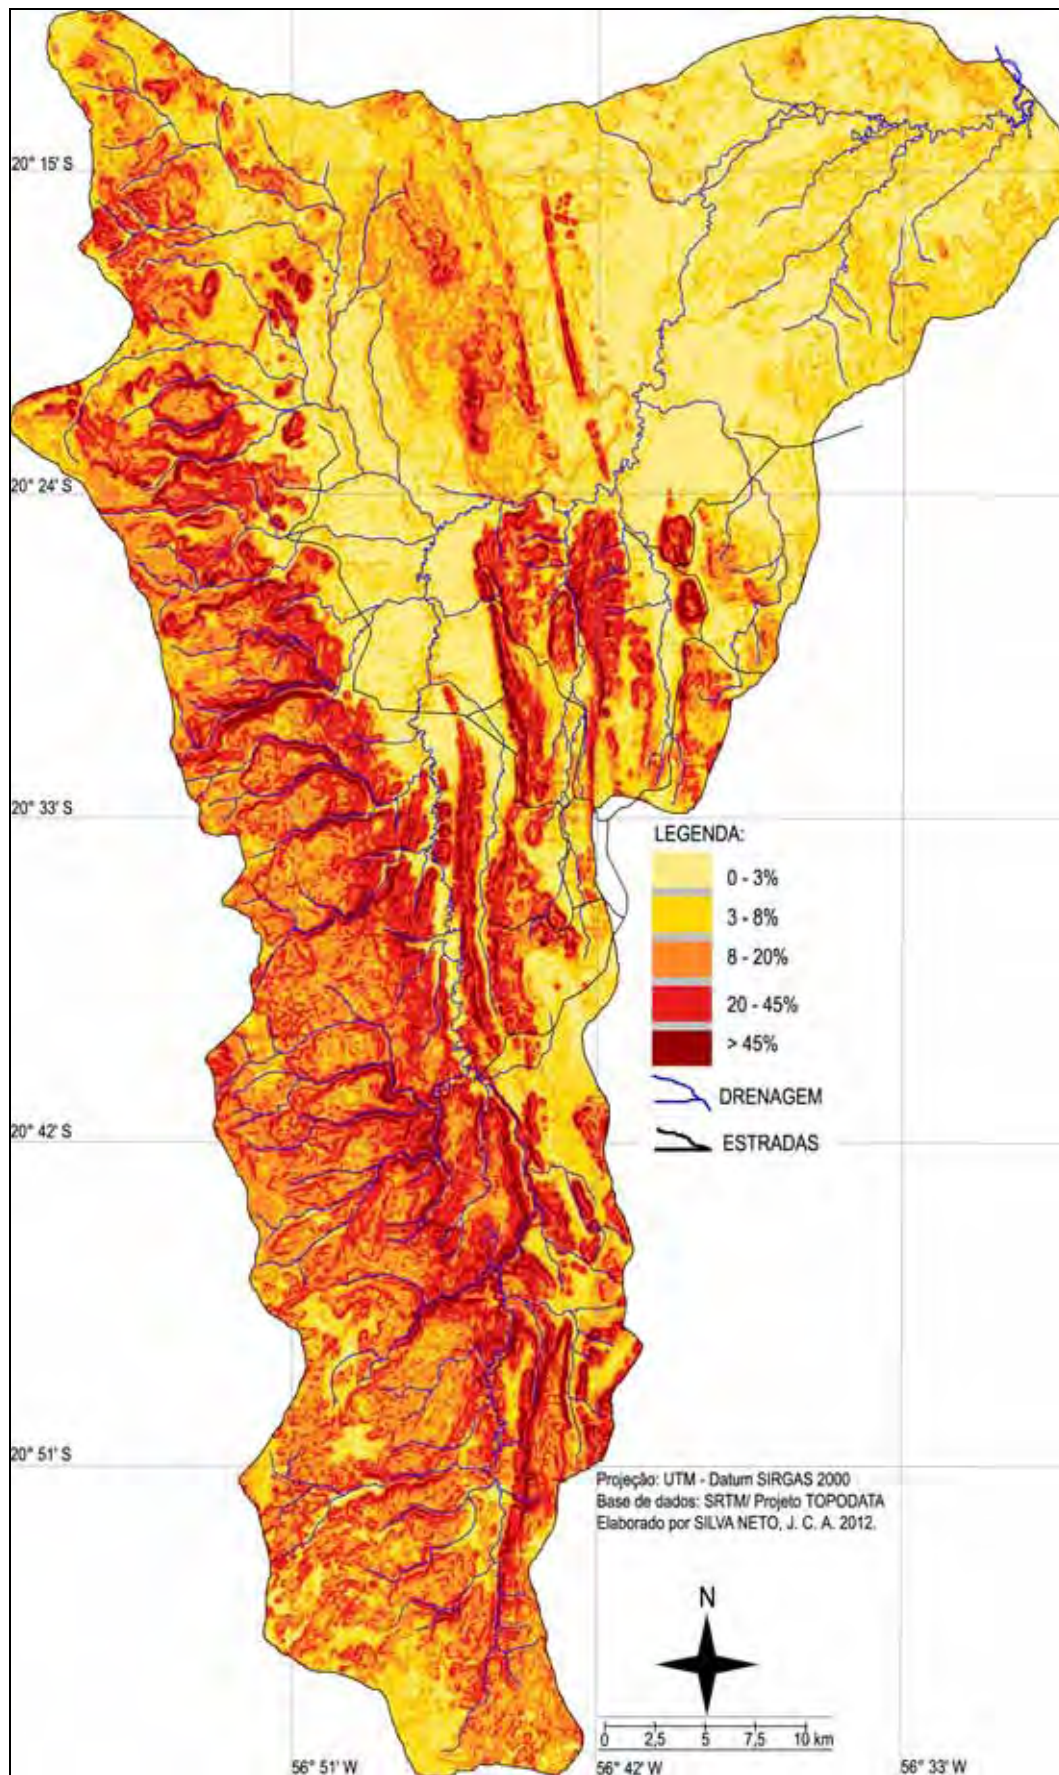 20° 15' S
20° 24' S
20° 33' S
LEGENDA:
0 - 3%
3 - 8%
8 - 20%
20 - 45%
> 45%
DRENAGEM
20° 42' S
ESTRADAS
20° 51' S
Projeção: UTM - Datum SIRGAS 2000
Base de dados: SRTM/ Projeto TOPODATA
Elaborado por SILVA NETO, J. C. A. 2012.
N
0 2,5 5 7,5 10 km
56° 51' W 56° 42' W 56° 33' W